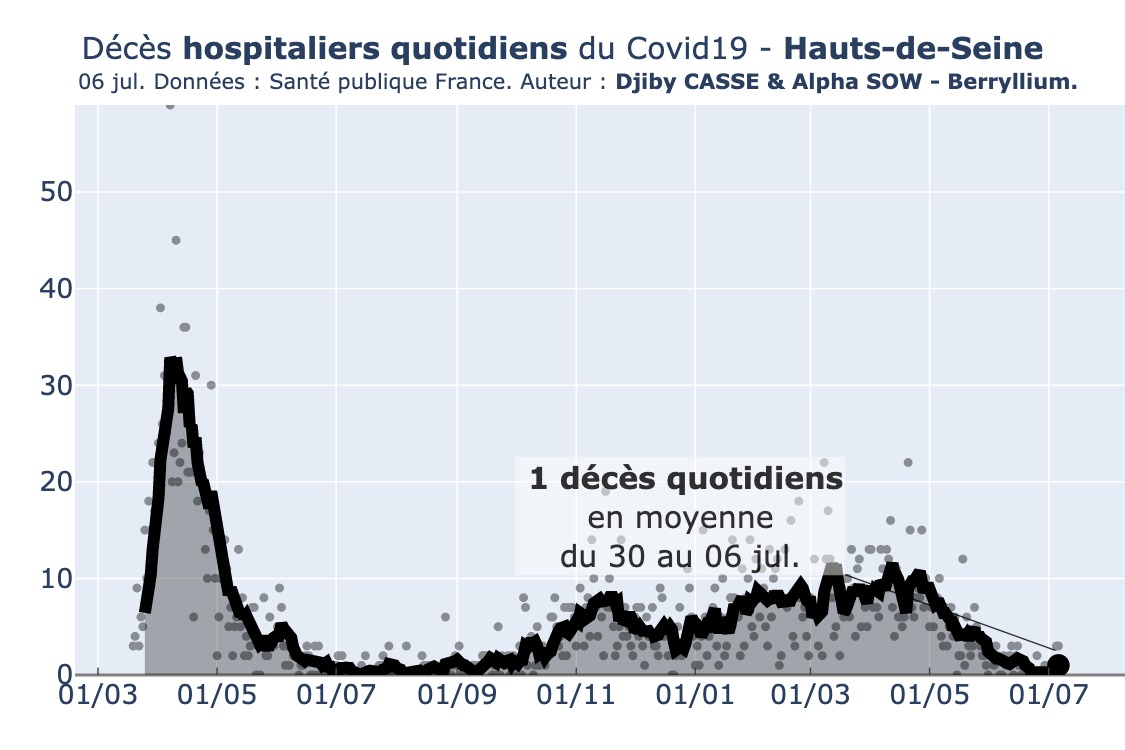 Décès hospitaliers quotidiens du Covid19 - Hauts-de-Seine
06 jul. Données : Santé publique France. Auteur : Djiby CASSE & Alpha SOW - Berryllium.
50
40
30
20
10
0
1 décès quotidiens
en moyenne
du 30 au 06 jul.
01/03 01/05 01/07 01/09 01/11 01/01 01/03 01/05 01/07